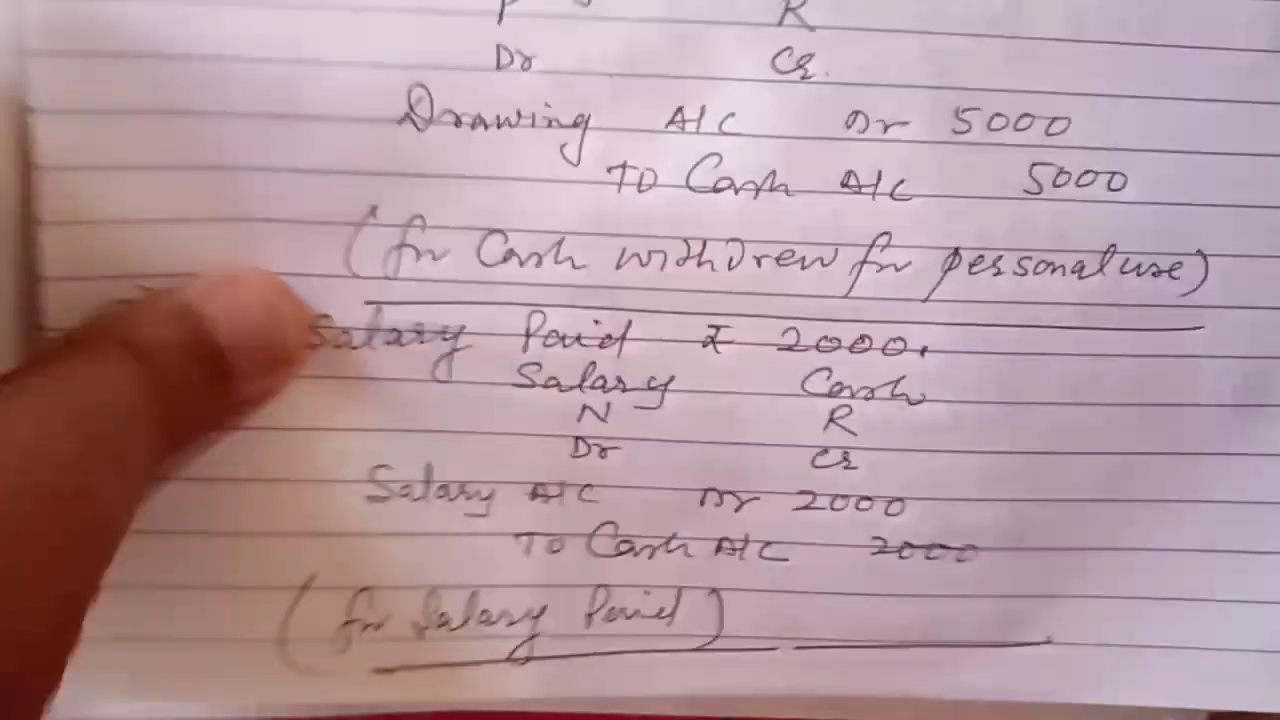 P R
Dr Cr.
Drawing A/C Dr 5000
To Cash A/C 5000
(for Cash withdrew for personal use)
Salary Paid ₹ 2000.
Salary Cash
N R
Dr Cr
Salary A/C Dr 2000
To Cash A/C 2000
(for Salary Paid)